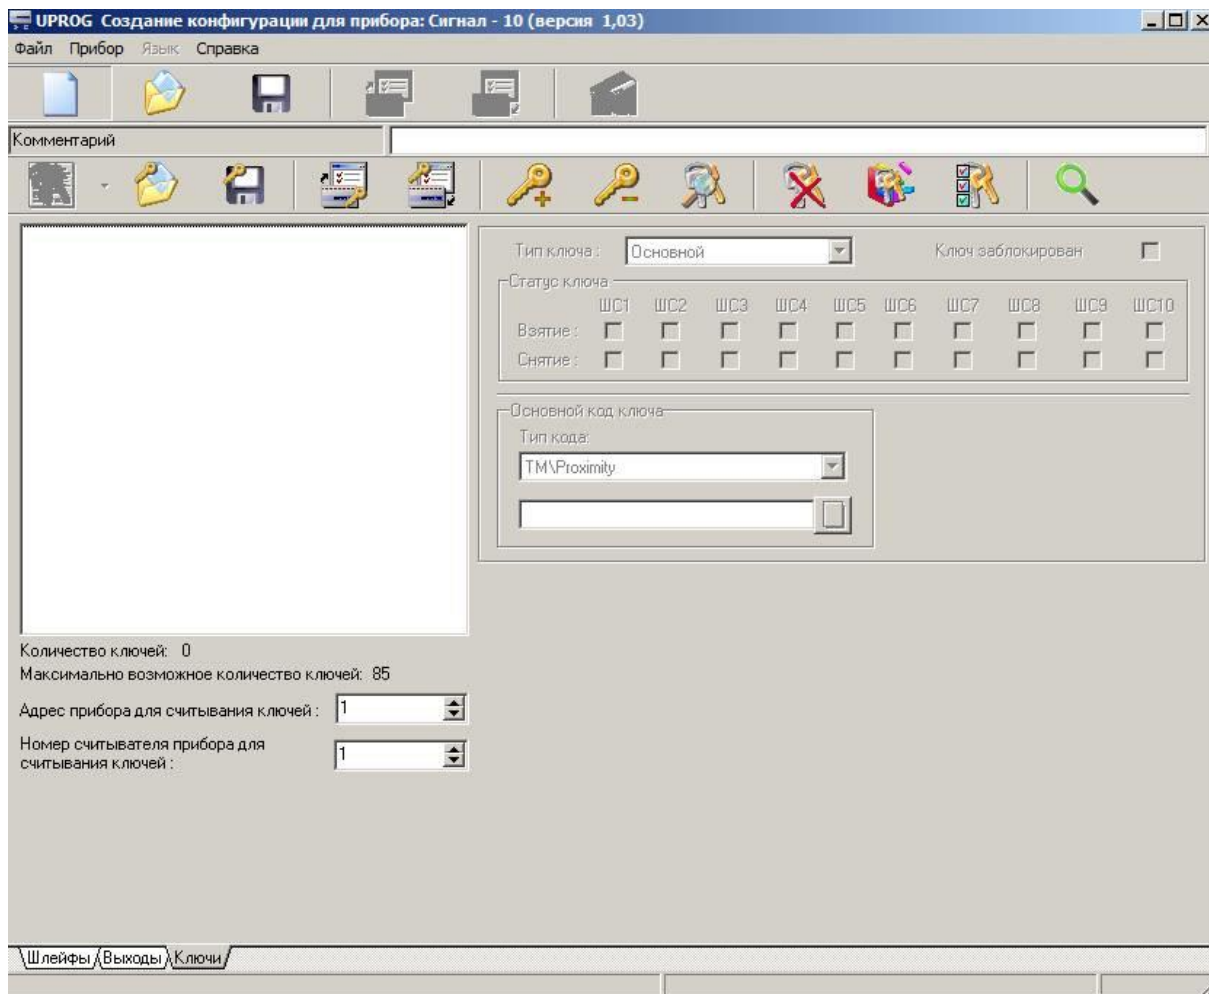 UPROG Создание конфигурации для прибора: Сигнал - 10 (версия 1,03)
Файл Прибор Язык Справка
Комментарий
Тип ключа : Основной Ключ заблокирован
Статус ключа
ШС1 ШС2 ШС3 ШС4 ШС5 ШС6 ШС7 ШС8 ШС9 ШС10
Взятие :
Снятие :
Основной код ключа
Тип кода:
TM\Proximity
Количество ключей: 0
Максимально возможное количество ключей: 85
Адрес прибора для считывания ключей : 1
Номер считывателя прибора для
считывания ключей : 1
Шлейфы Выходы Ключи